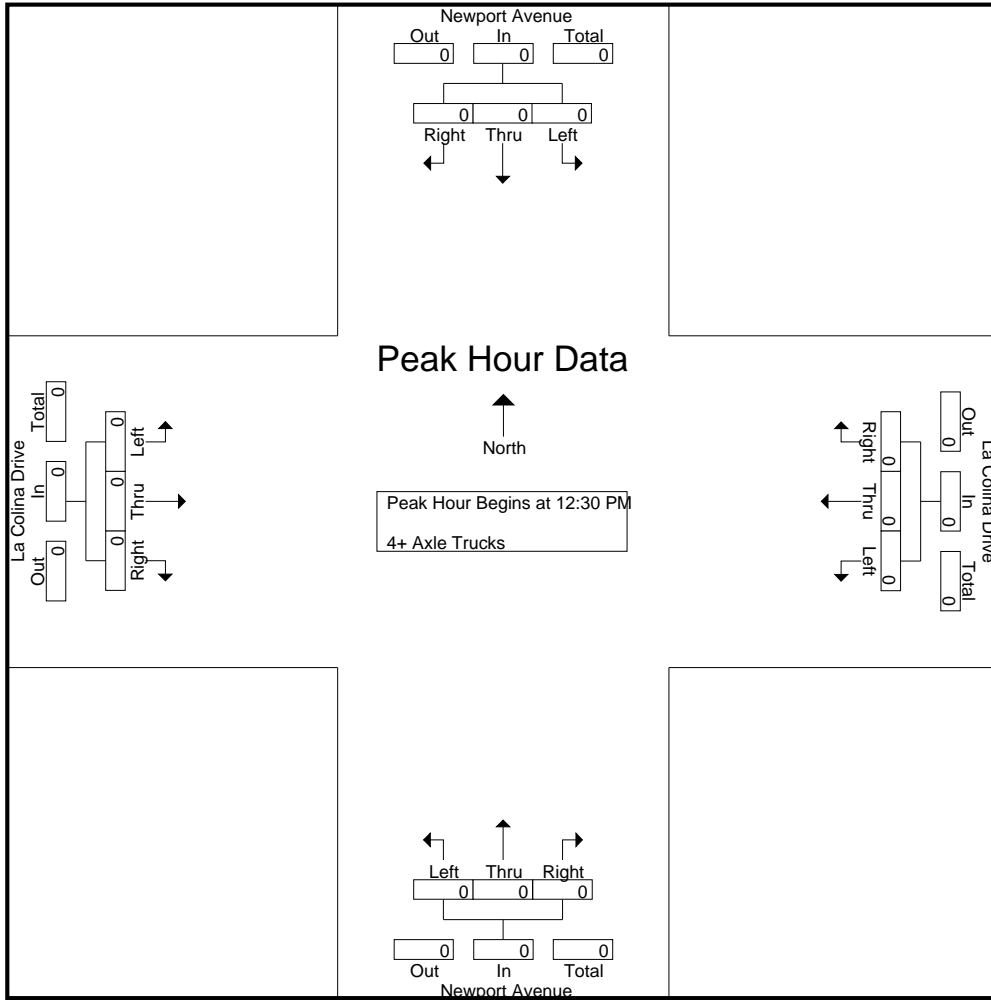 Newport Avenue
Out In Total
0 0 0
0 0 0
Right Thru Left
Peak Hour Data
North
Peak Hour Begins at 12:30 PM
4+ Axle Trucks
La Colina Drive
Total In Out
0 0 0
0 0 0
Left Thru Right
Right Thru Left
0 0 0
0 0 0
Out In Total
La Colina Drive
Left Thru Right
0 0 0
0 0 0
Out In Total
Newport Avenue